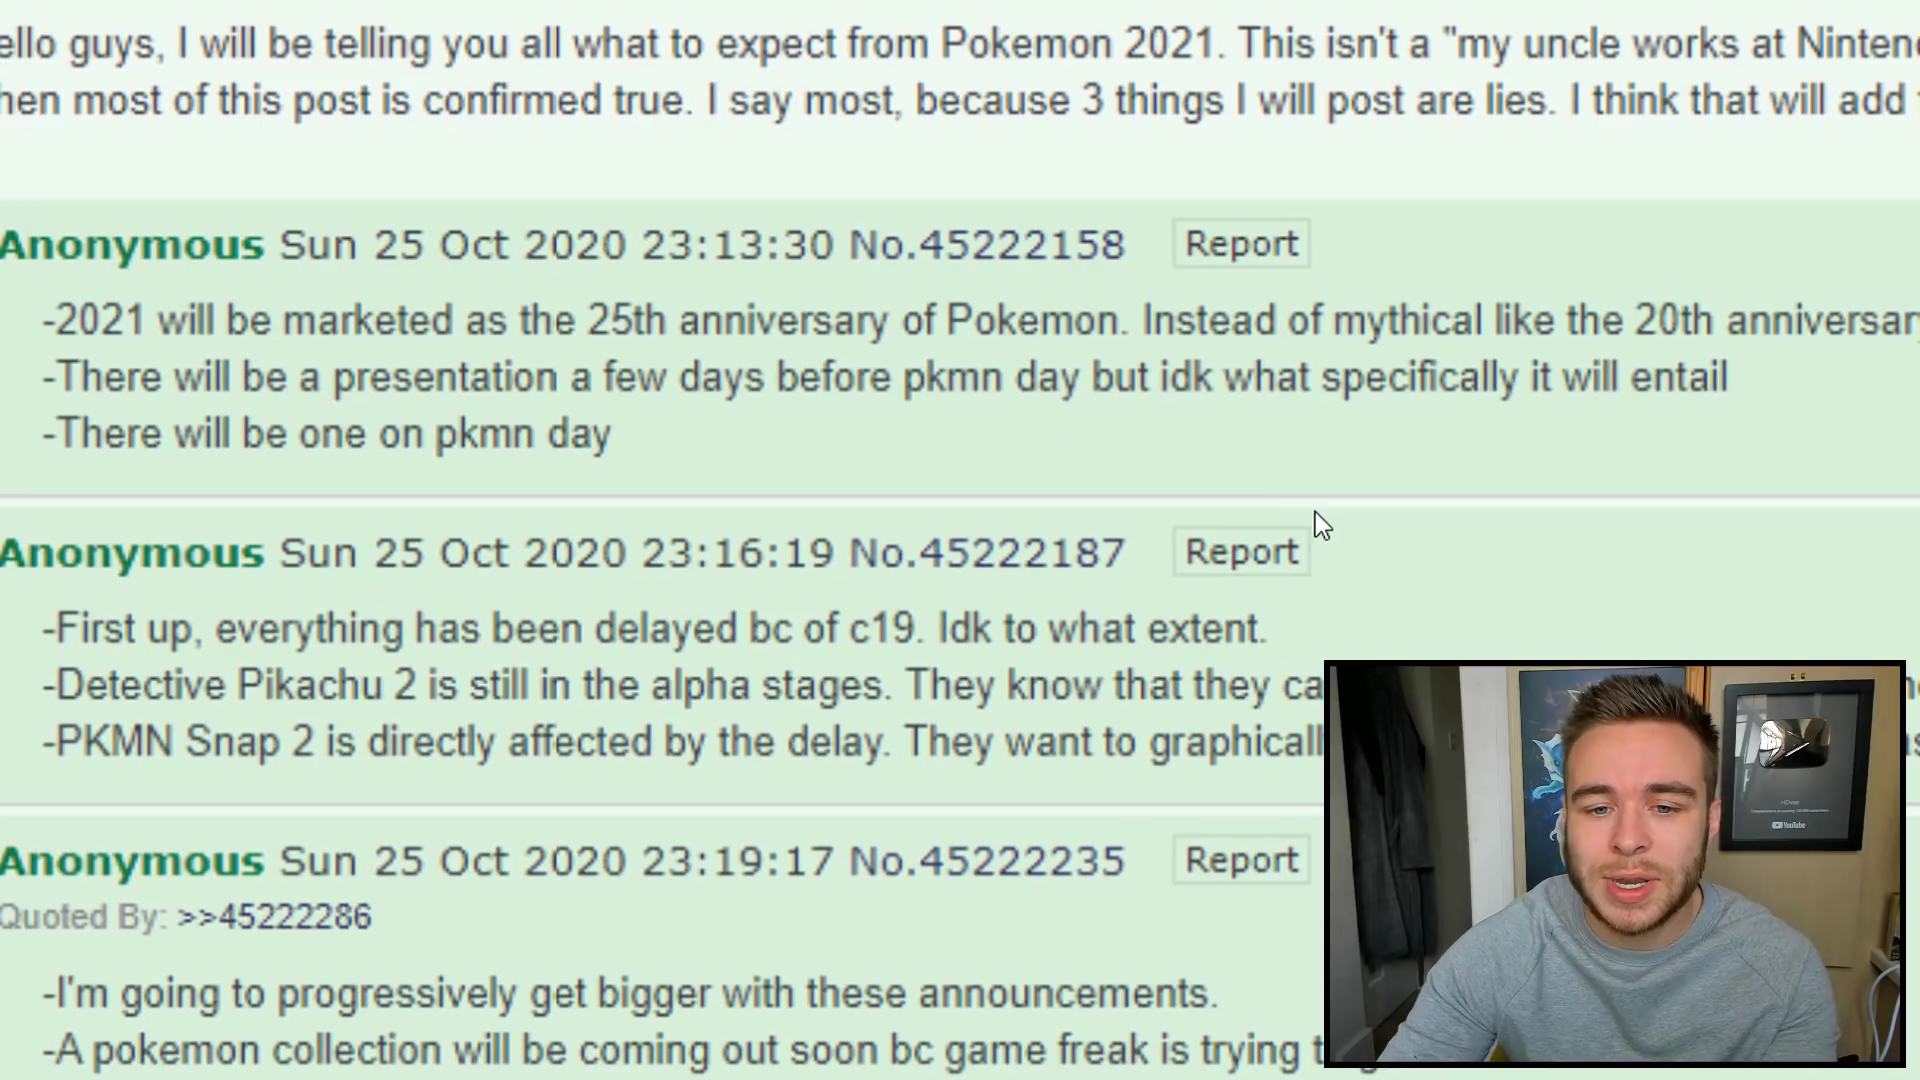 ello guys, I will be telling you all what to expect from Pokemon 2021. This isn't a "my uncle works at Ninten
hen most of this post is confirmed true. I say most, because 3 things I will post are lies. I think that will add
Anonymous Sun 25 Oct 2020 23:13:30 No.45222158 Report
-2021 will be marketed as the 25th anniversary of Pokemon. Instead of mythical like the 20th anniversar
-There will be a presentation a few days before pkmn day but idk what specifically it will entail
-There will be one on pkmn day
Anonymous Sun 25 Oct 2020 23:16:19 No.45222187 Report
-First up, everything has been delayed bc of c19. Idk to what extent.
-Detective Pikachu 2 is still in the alpha stages. They know that they ca
-PKMN Snap 2 is directly affected by the delay. They want to graphicall
Anonymous Sun 25 Oct 2020 23:19:17 No.45222235 Report
Quoted By: >>45222286
-I'm going to progressively get bigger with these announcements.
-A pokemon collection will be coming out soon bc game freak is trying t
YouTube